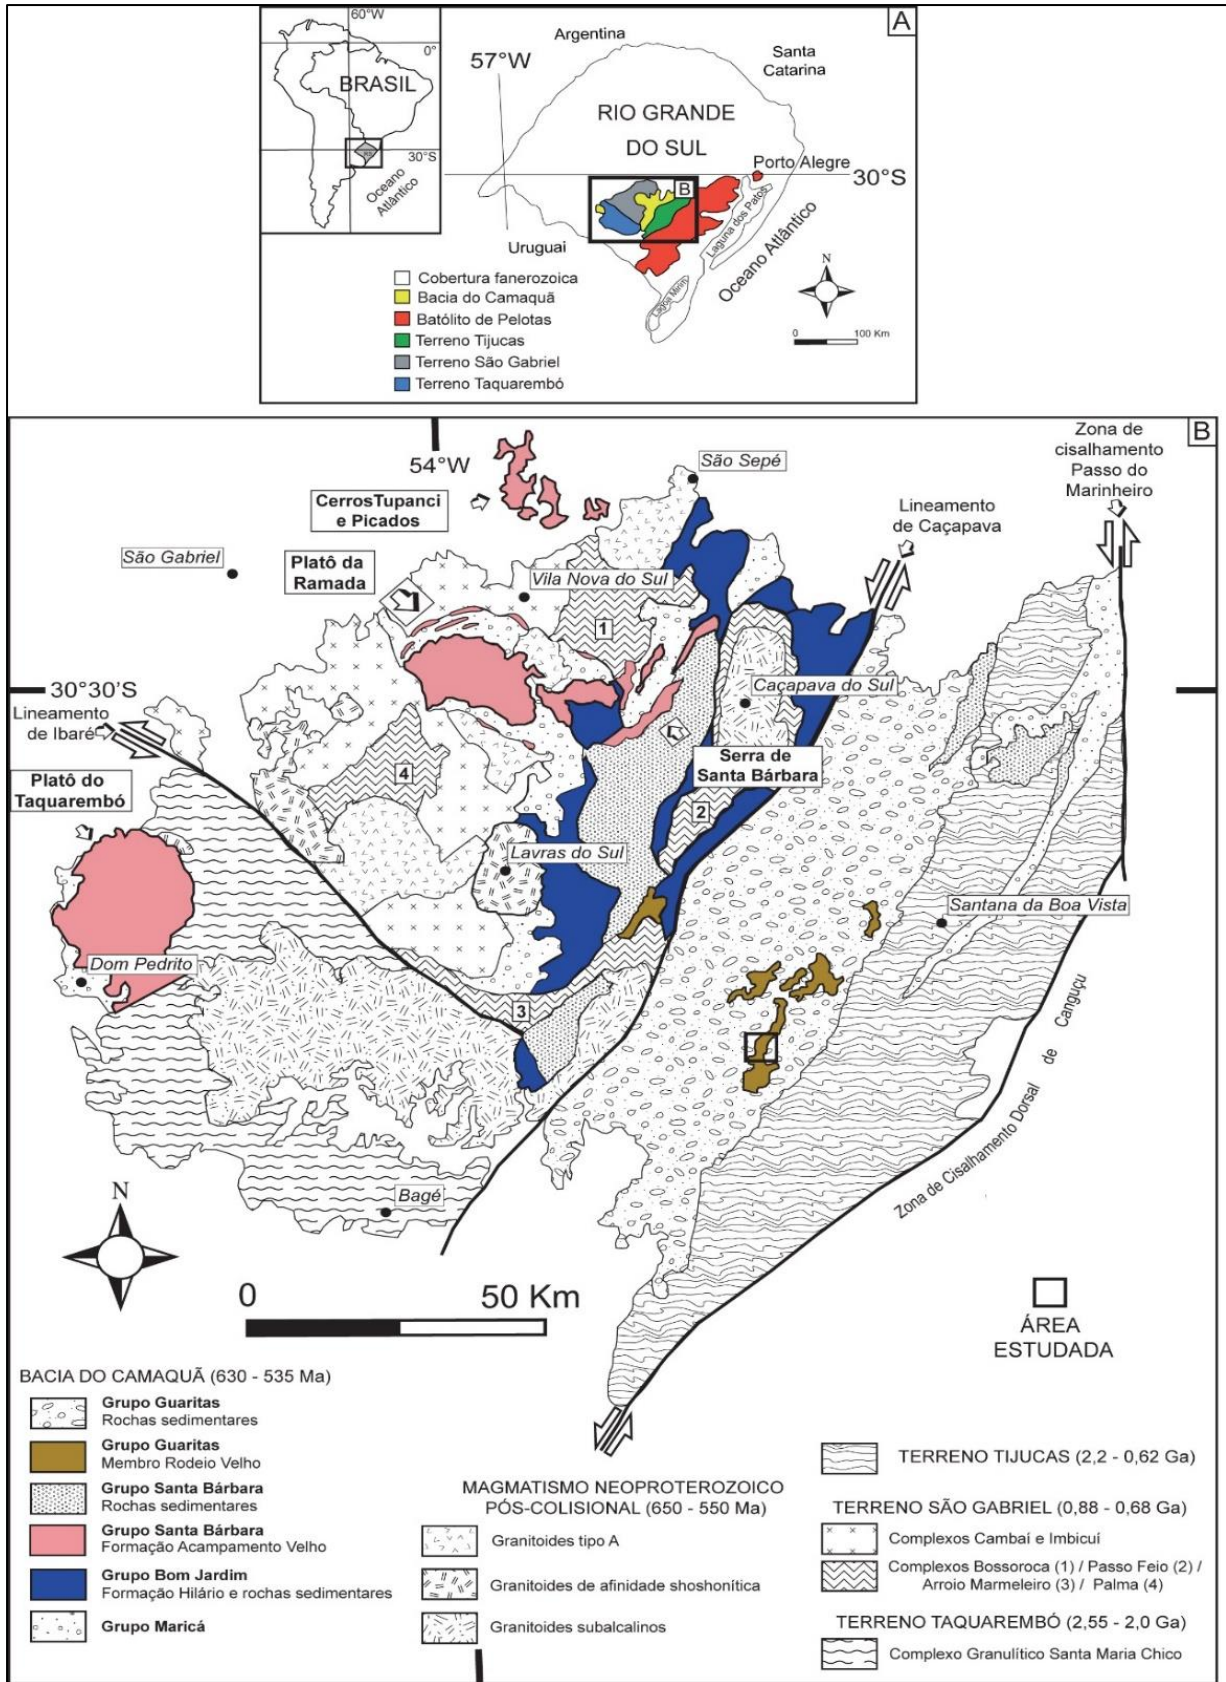 60°W
0°
BRASIL
RS
30°S
Oceano
Atlântico
A
Argentina
Santa
Catarina
57°W
RIO GRANDE
DO SUL
Porto Alegre
30°S
B
Laguna dos Patos
Oceano Atlântico
Uruguai
Lagoa Mirim
N
0
100 Km
Cobertura fanerozoica
Bacia do Camaquã
Batólito de Pelotas
Terreno Tijucas
Terreno São Gabriel
Terreno Taquarembó
B
54°W
Zona de
cisalhamento
Passo do
Marinheiro
São Sepé
CerrosTupanci
e Picados
Lineamento
de Caçapava
São Gabriel
Platô da
Ramada
Vila Nova do Sul
1
30°30'S
Caçapava do Sul
Lineamento
de Ibaré
Serra de
Santa Bárbara
4
Platô do
Taquarembó
2
Lavras do Sul
Santana da Boa Vista
Dom Pedrito
3
Zona de Cisalhamento Dorsal de Canguçu
Bagé
N
0
50 Km
ÁREA
ESTUDADA
BACIA DO CAMAQUÃ (630 - 535 Ma)
Grupo Guaritas
Rochas sedimentares
Grupo Guaritas
Membro Rodeio Velho
Grupo Santa Bárbara
Rochas sedimentares
Grupo Santa Bárbara
Formação Acampamento Velho
Grupo Bom Jardim
Formação Hilário e rochas sedimentares
Grupo Maricá
MAGMATISMO NEOPROTEROZOICO
PÓS-COLISIONAL (650 - 550 Ma)
Granitoides tipo A
Granitoides de afinidade shoshonítica
Granitoides subalcalinos
TERRENO TIJUCAS (2,2 - 0,62 Ga)
TERRENO SÃO GABRIEL (0,88 - 0,68 Ga)
Complexos Cambaí e Imbicuí
Complexos Bossoroca (1) / Passo Feio (2) /
Arroio Marmeleiro (3) / Palma (4)
TERRENO TAQUAREMBÓ (2,55 - 2,0 Ga)
Complexo Granulítico Santa Maria Chico